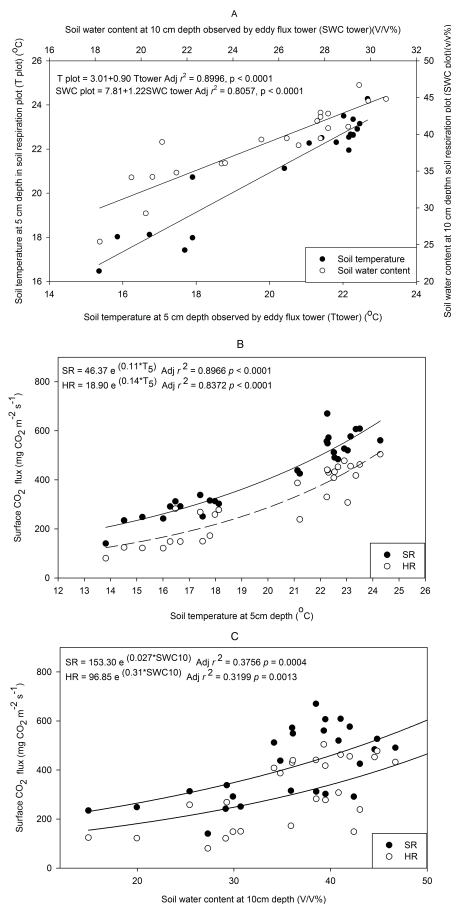 A
Soil water content at 10 cm depth observed by eddy flux tower (SWC tower)(V/V%)
16 18 20 22 24 26 28 30
T plot = 3.01+0.90 Ttower Adj r² = 0.8996, p < 0.0001
SWC plot = 7.81+1.22SWC tower Adj r² = 0.8057, p < 0.0001
Soil temperature at 5 cm depth in soil respiration plot (T plot) (°C)
26
24
22
20
18
16
Soil water content at 10 cm depthn soil respiration plot (SWC plot)(v/v%)
50
45
40
35
30
25
20
Soil temperature
Soil water content
14 16 18 20 22 24
Soil temperature at 5 cm depth observed by eddy flux tower (Ttower) (°C)
B
SR = 46.37 e (0.11*T5) Adj r² = 0.8966 p < 0.0001
HR = 18.90 e (0.14*T5) Adj r² = 0.8372 p < 0.0001
Surface CO2 flux (mg CO2 m-2 s-1)
800
600
400
200
0
SR
HR
12 13 14 15 16 17 18 19 20 21 22 23 24 25 26
Soil temperature at 5cm depth (°C)
C
SR = 153.30 e (0.027*SWC10) Adj r² = 0.3756 p = 0.0004
HR = 96.85 e (0.31*SWC10) Adj r² = 0.3199 p = 0.0013
Surface CO2 flux (mg CO2 m-2 s-1)
800
600
400
200
0
SR
HR
20 30 40 50
Soil water content at 10cm depth (V/V%)